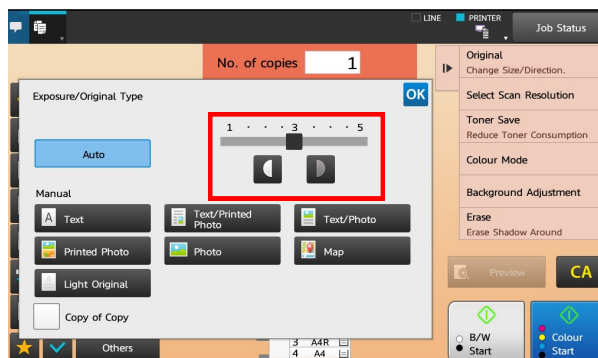 LINE
PRINTER
Job Status
No. of copies 1
Original
Change Size/Direction.
Exposure/Original Type
OK
Select Scan Resolution
1 · · · 3 · · · 5
Toner Save
Reduce Toner Consumption
Auto
Colour Mode
Manual
Background Adjustment
A Text
Text/Printed Photo
Text/Photo
Erase
Erase Shadow Around
Printed Photo
Photo
Map
Preview
CA
Light Original
Copy of Copy
B/W Start
Colour Start
Others
3 A4R
4 A4